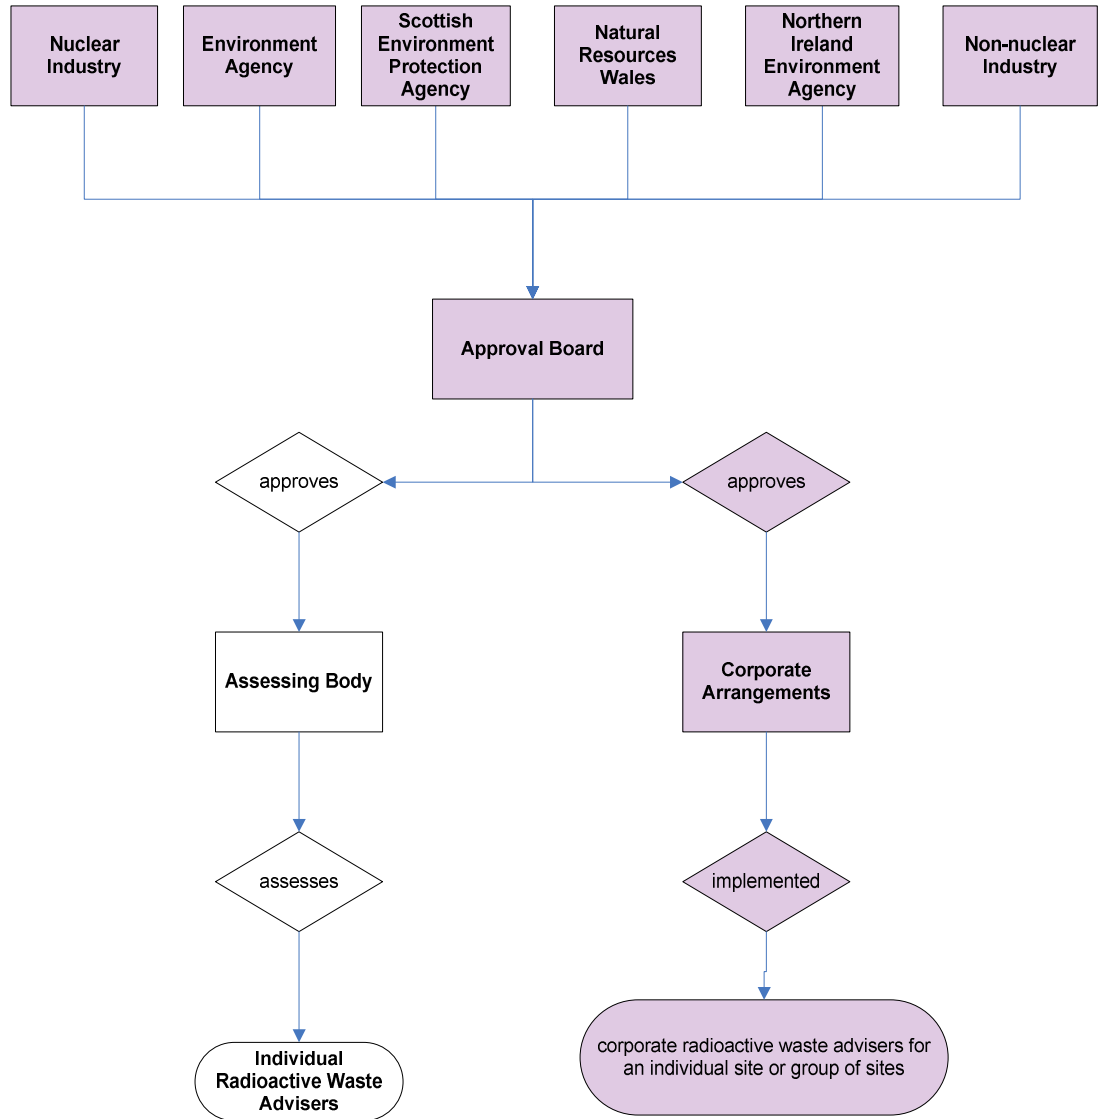 Nuclear
Industry
Environment
Agency
Scottish
Environment
Protection
Agency
Natural
Resources
Wales
Northern
Ireland
Environment
Agency
Non-nuclear
Industry
Approval Board
approves
approves
Assessing Body
Corporate
Arrangements
assesses
implemented
Individual
Radioactive Waste
Advisers
corporate radioactive waste advisers for
an individual site or group of sites